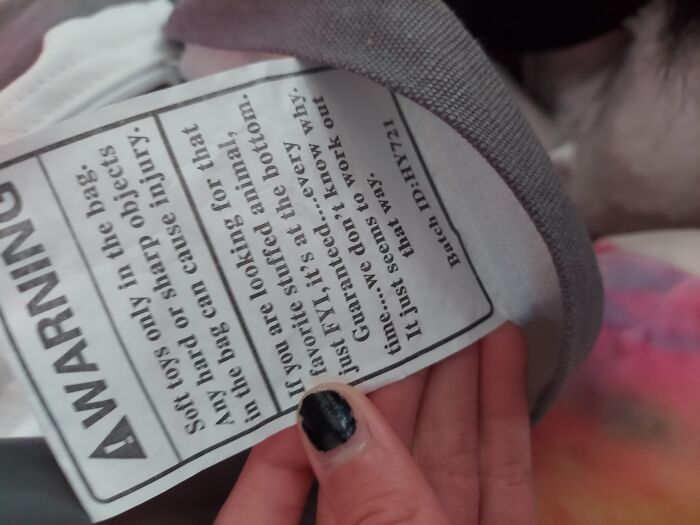 WARNING
Soft toys only in the bag.
Any hard or sharp objects
in the bag can cause injury.
If you are looking for that
favorite stuffed animal,
just FYI, it's at the bottom.
Guaranteed...every
time...we don't know why.
It just seems to work out
that way.
Batch ID:HY721